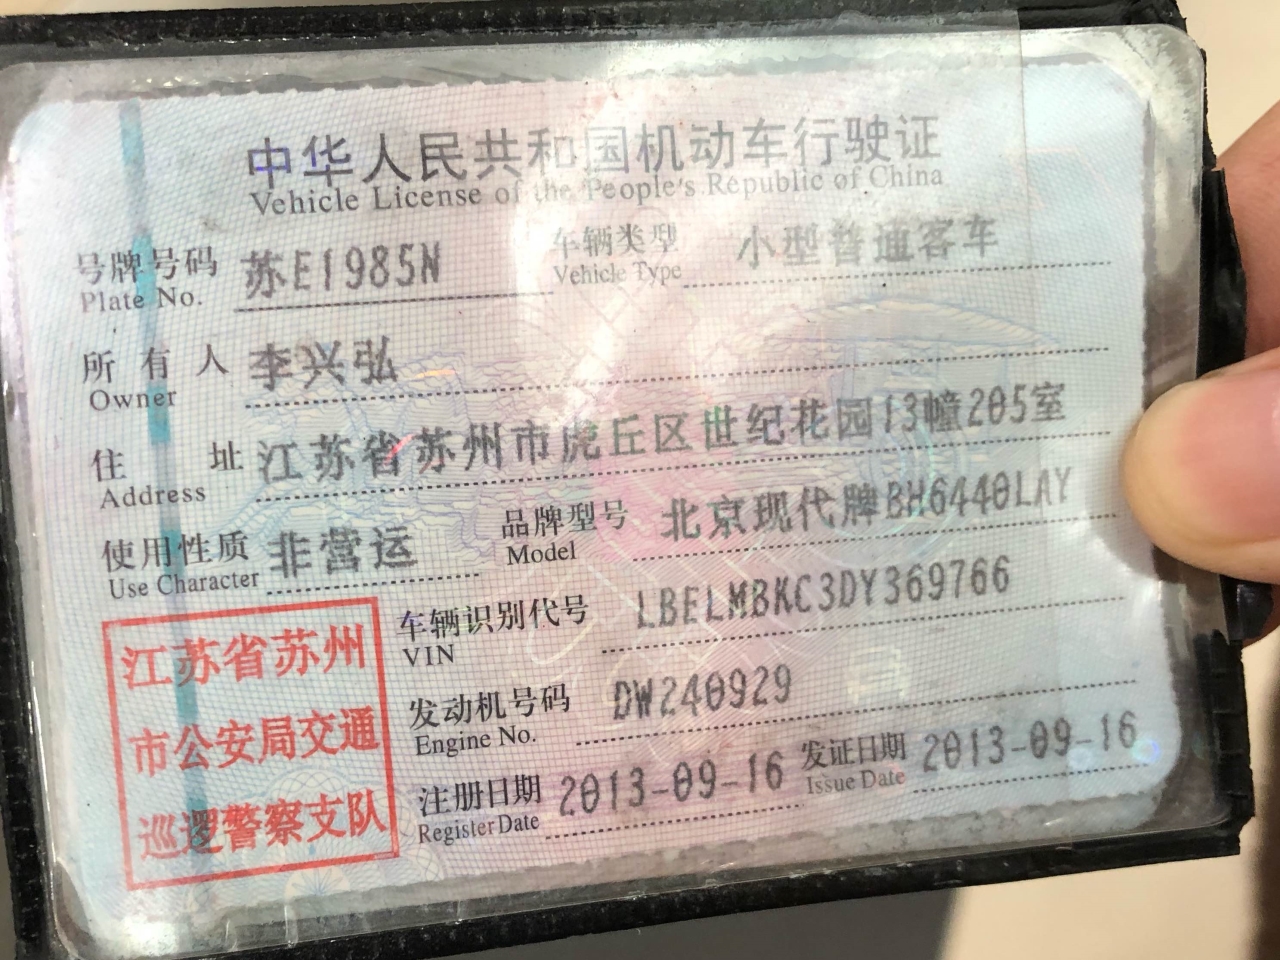 中华人民共和国机动车行驶证
Vehicle License of the People's Republic of China
号牌号码 苏E1985N 车辆类型 小型普通客车
Plate No. Vehicle Type
所有人 李兴弘
Owner
住址 江苏省苏州市虎丘区世纪花园13幢205室
Address
使用性质 非营运 品牌型号 北京现代牌BH6440LAY
Use Character Model
车辆识别代号 LBELMBKC3DY369766
VIN
发动机号码 DW240929
Engine No.
注册日期 2013-09-16 发证日期 2013-09-16
Register Date Issue Date
江苏省苏州
市公安局交通
巡逻警察支队